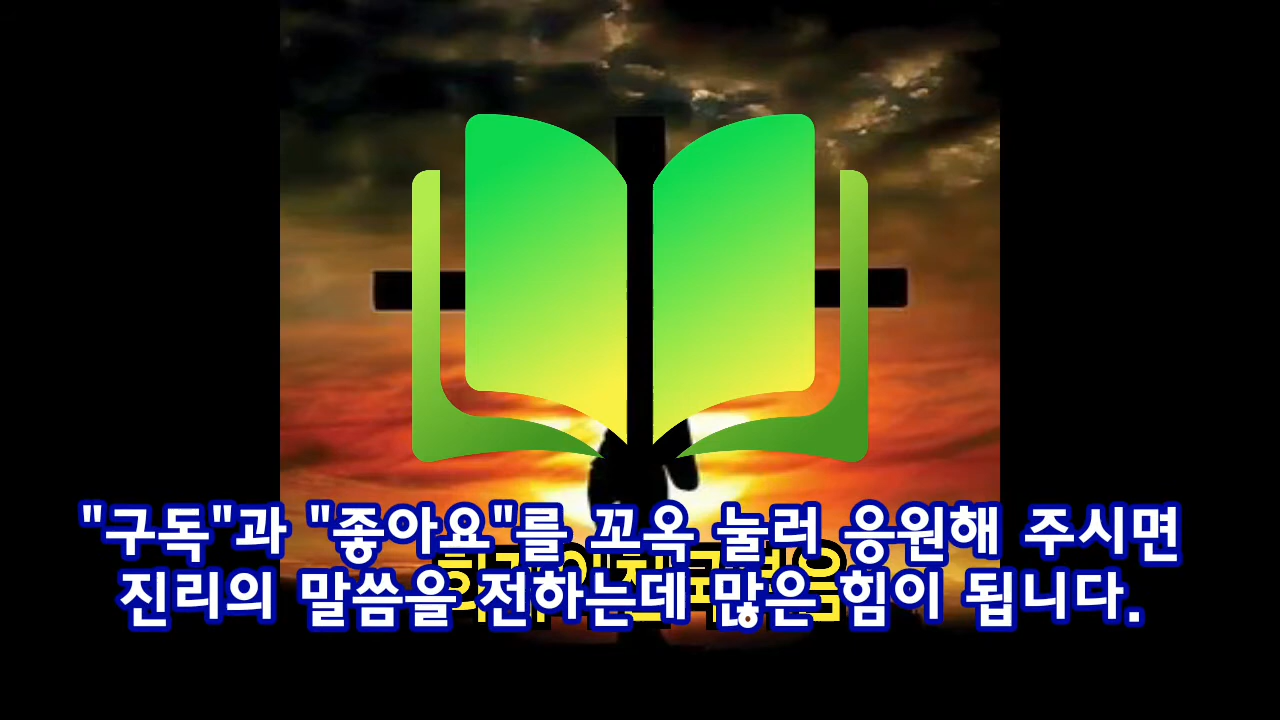 "구독"과 "좋아요"를 꼬옥 눌러 응원해 주시면
진리의 말씀을 전하는데 많은 힘이 됩니다.